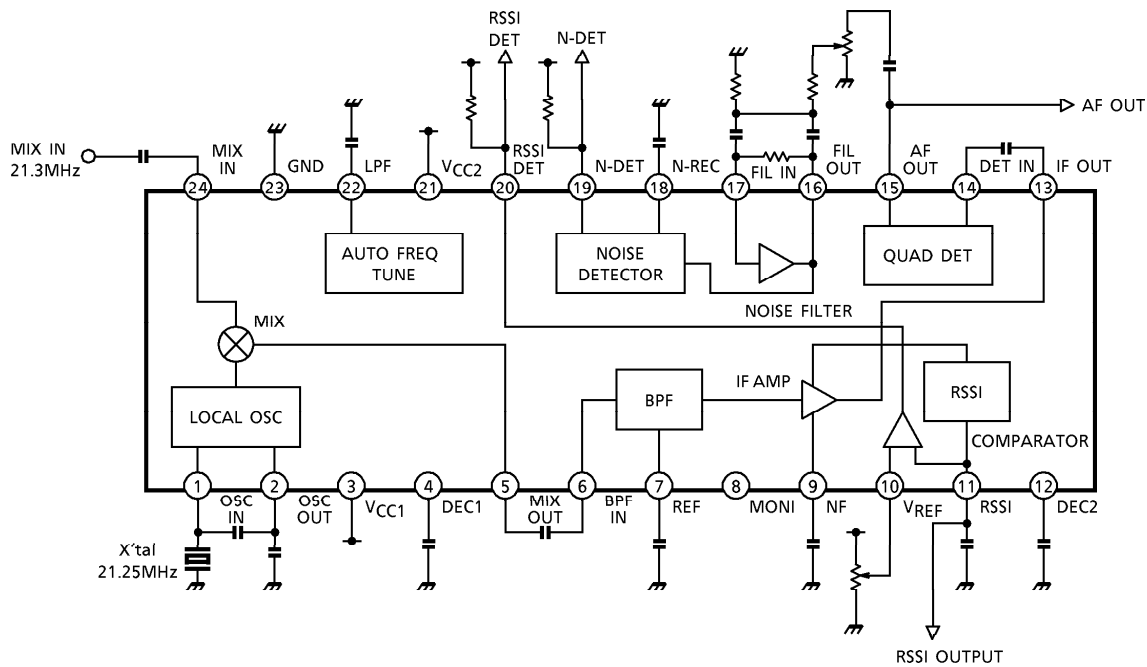 RSSI
DET
N-DET
AF OUT
MIX IN
21.3MHz
MIX
IN
GND
LPF
VCC2
RSSI
DET
N-DET
N-REC
FIL IN
FIL
OUT
AF
OUT
DET IN
IF OUT
24
23
22
21
20
19
18
17
16
15
14
13
AUTO FREQ
TUNE
NOISE
DETECTOR
QUAD DET
NOISE FILTER
MIX
LOCAL OSC
BPF
IF AMP
RSSI
COMPARATOR
1
2
3
4
5
6
7
8
9
10
11
12
OSC
IN
OSC
OUT
VCC1
DEC1
MIX
OUT
BPF
IN
REF
MONI
NF
VREF
RSSI
DEC2
X'tal
21.25MHz
RSSI OUTPUT